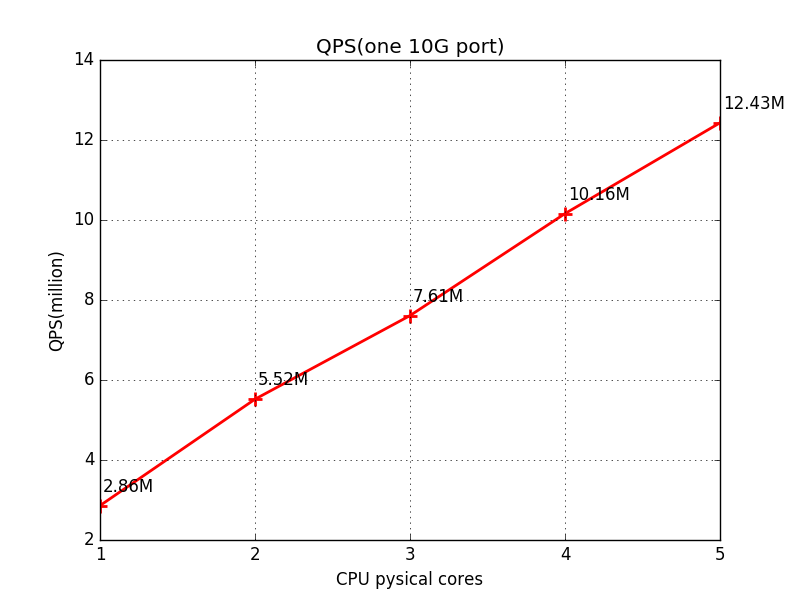 QPS(one 10G port)
14
12.43M
12
10.16M
10
QPS(million)
8
7.61M
6
5.52M
4
2.86M
2
1 2 3 4 5
CPU pysical cores